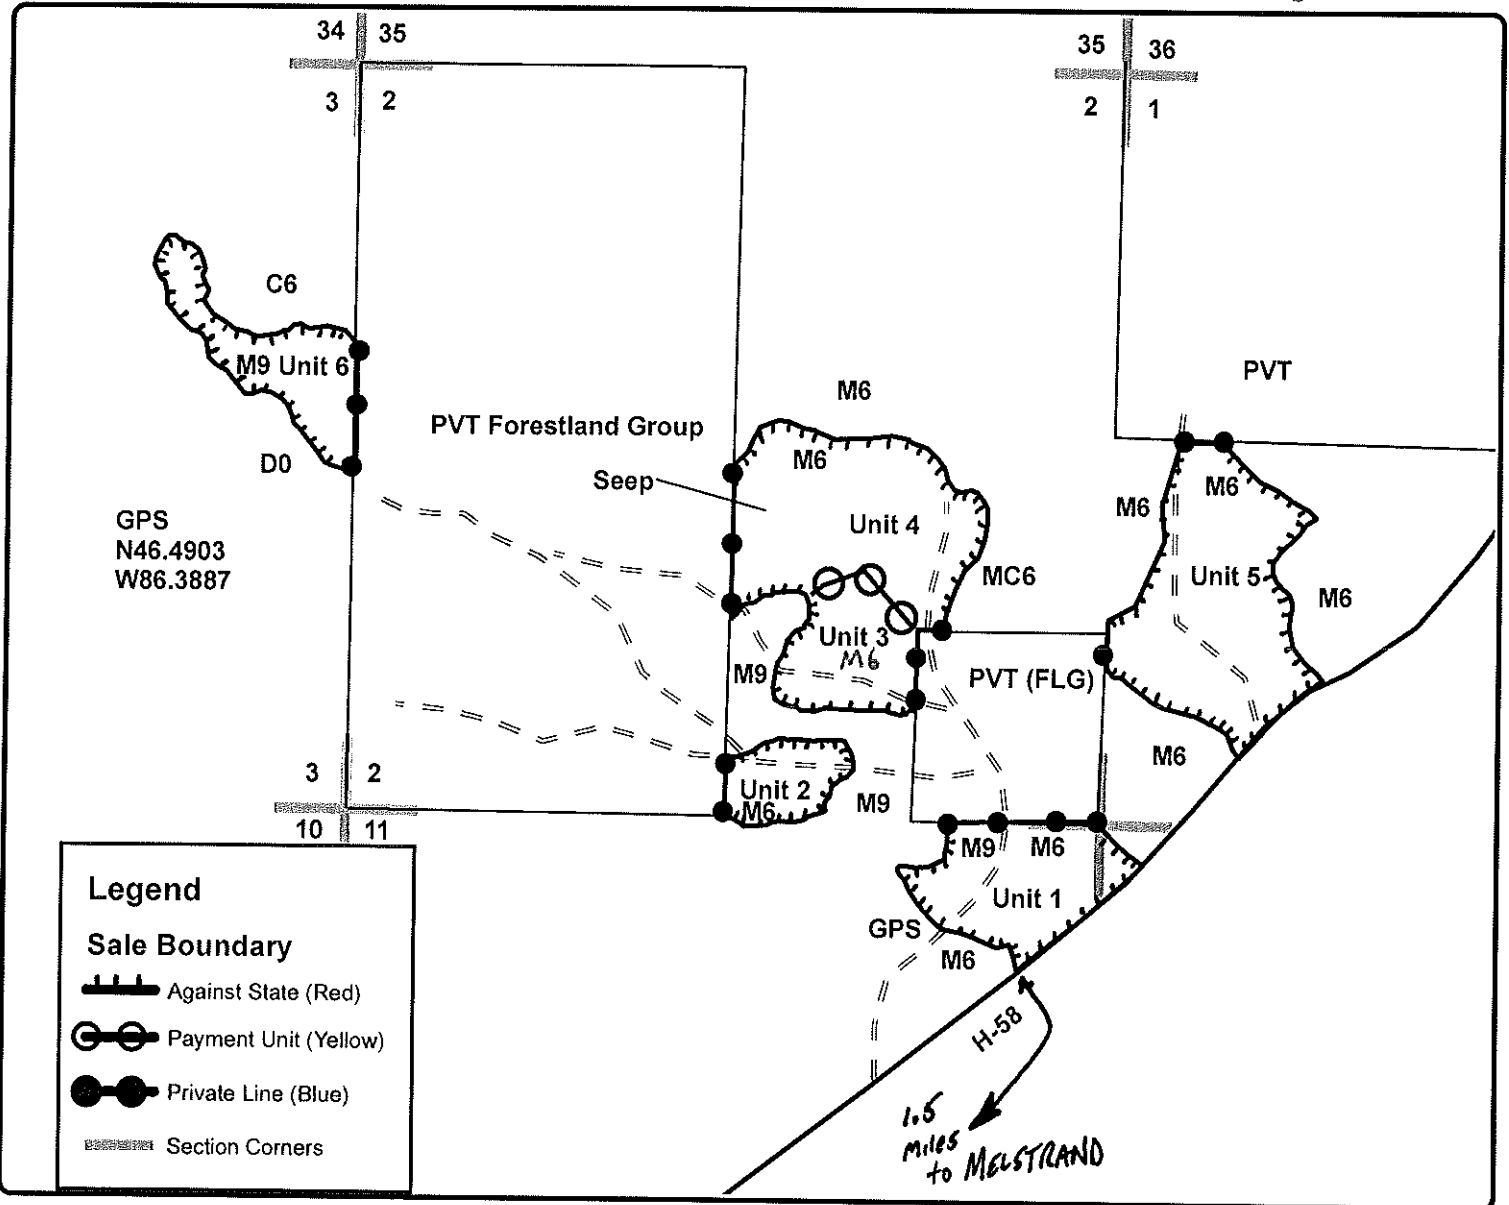 34 35
3 2
35 36
2 1
C6
M9 Unit 6
D0
GPS
N46.4903
W86.3887
PVT Forestland Group
M6
M6
Seep
Unit 4
MC6
PVT
M6
M6
Unit 5
M6
Unit 3
M6
M9
PVT (FLG)
M6
Unit 2
M6
M9
3 2
10 11
M9 M6
Unit 1
GPS
M6
H-58
1.5
miles
to MELSTRAND
Legend
Sale Boundary
Against State (Red)
Payment Unit (Yellow)
Private Line (Blue)
Section Corners